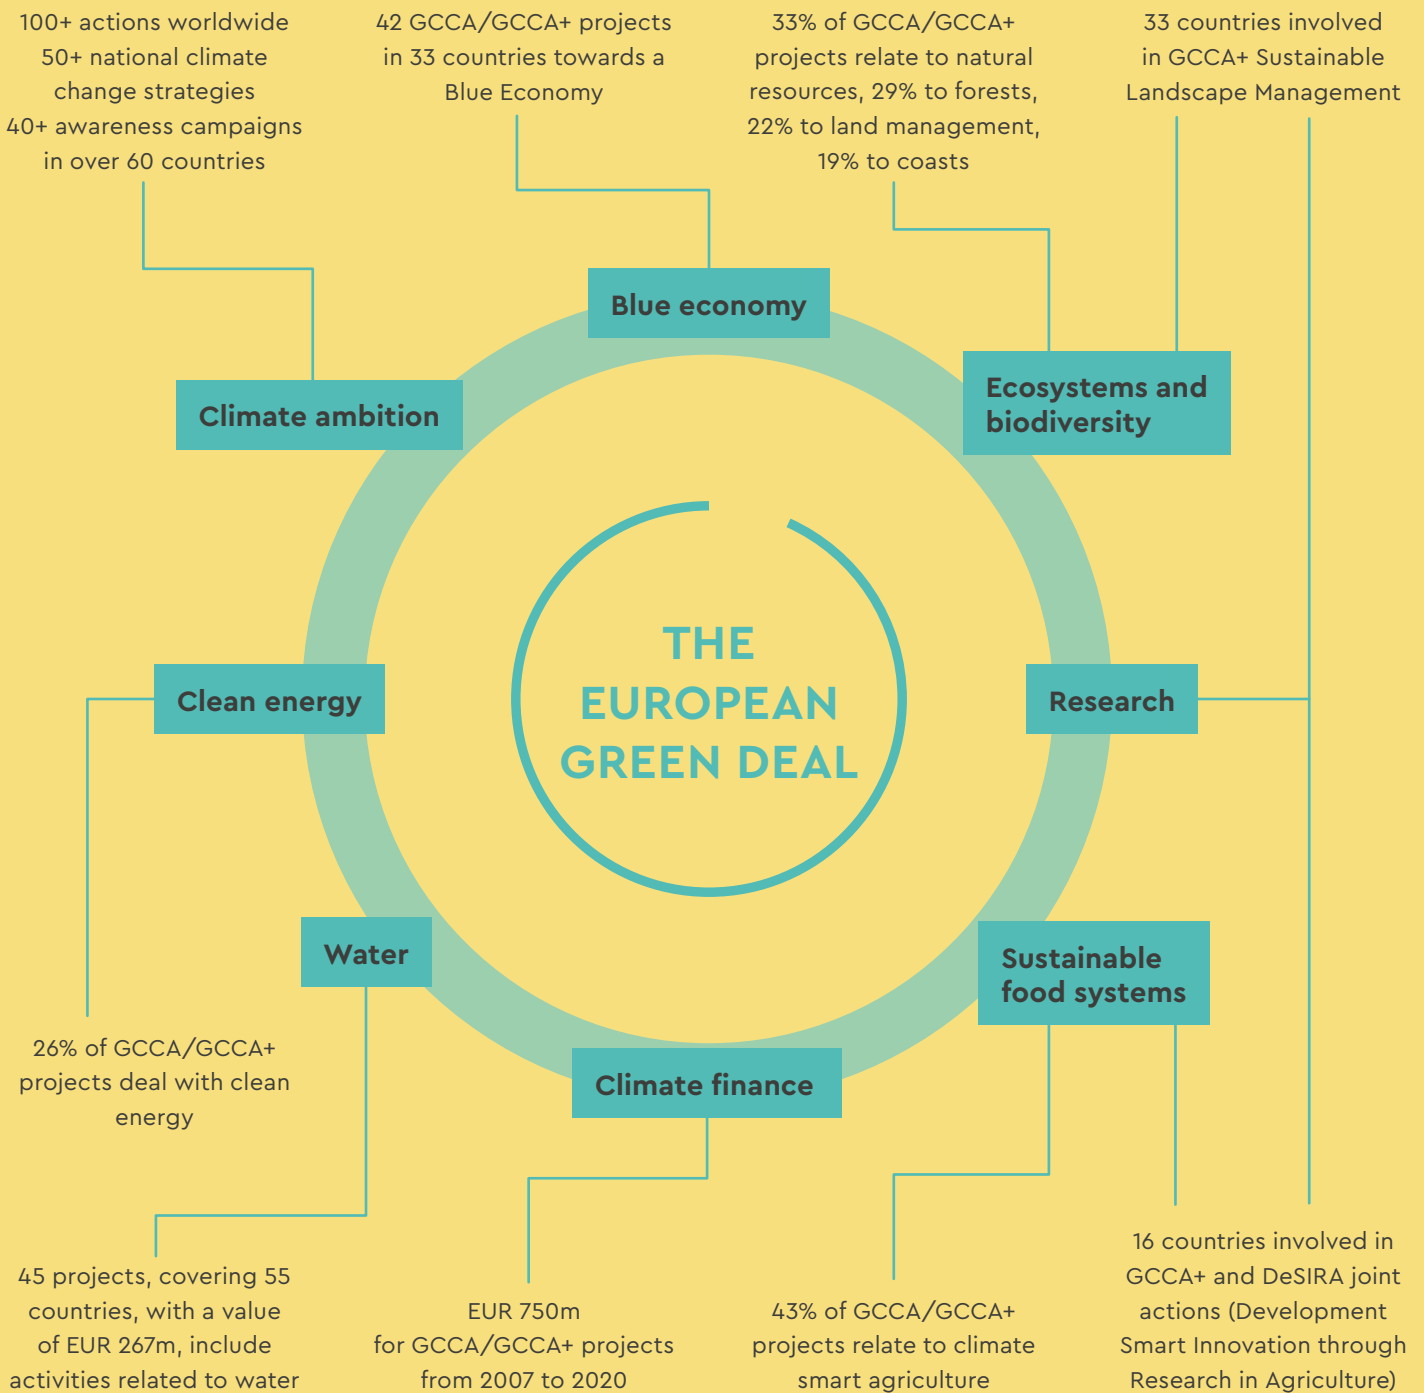 100+ actions worldwide
50+ national climate
change strategies
40+ awareness campaigns
in over 60 countries
42 GCCA/GCCA+ projects
in 33 countries towards a
Blue Economy
33% of GCCA/GCCA+
projects relate to natural
resources, 29% to forests,
22% to land management,
19% to coasts
33 countries involved
in GCCA+ Sustainable
Landscape Management
Blue economy
Climate ambition
Ecosystems and
biodiversity
THE
EUROPEAN
GREEN DEAL
Clean energy
Research
Water
Sustainable
food systems
Climate finance
26% of GCCA/GCCA+
projects deal with clean
energy
45 projects, covering 55
countries, with a value
of EUR 267m, include
activities related to water
EUR 750m
for GCCA/GCCA+ projects
from 2007 to 2020
43% of GCCA/GCCA+
projects relate to climate
smart agriculture
16 countries involved in
GCCA+ and DeSIRA joint
actions (Development
Smart Innovation through
Research in Agriculture)